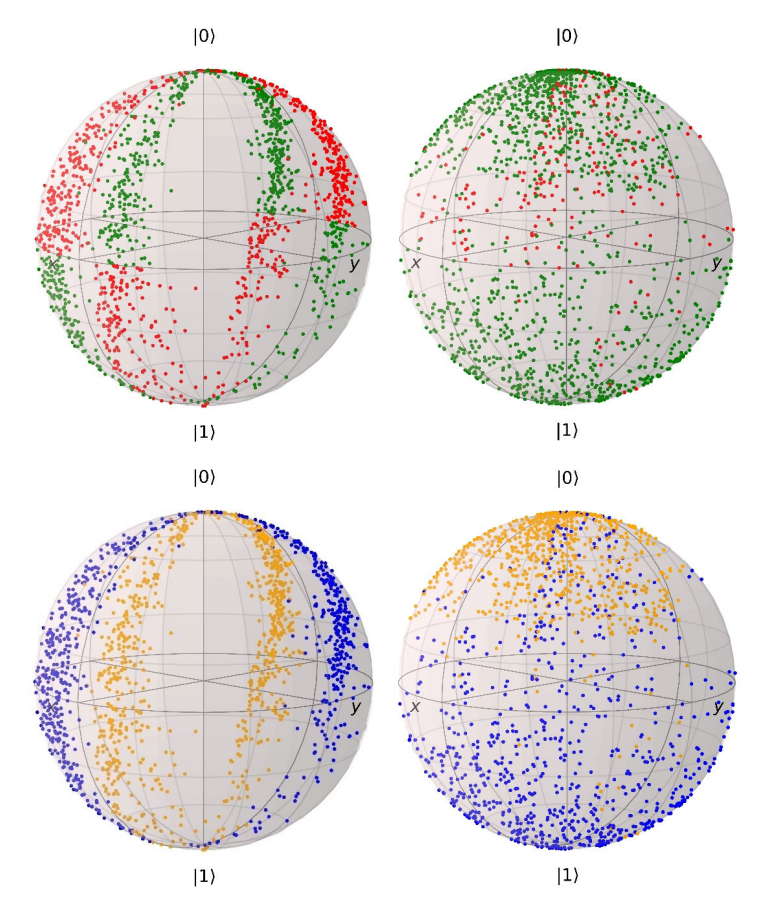 |0⟩ |0⟩
x y x y
|1⟩ |1⟩
|0⟩ |0⟩
x y x y
|1⟩ |1⟩